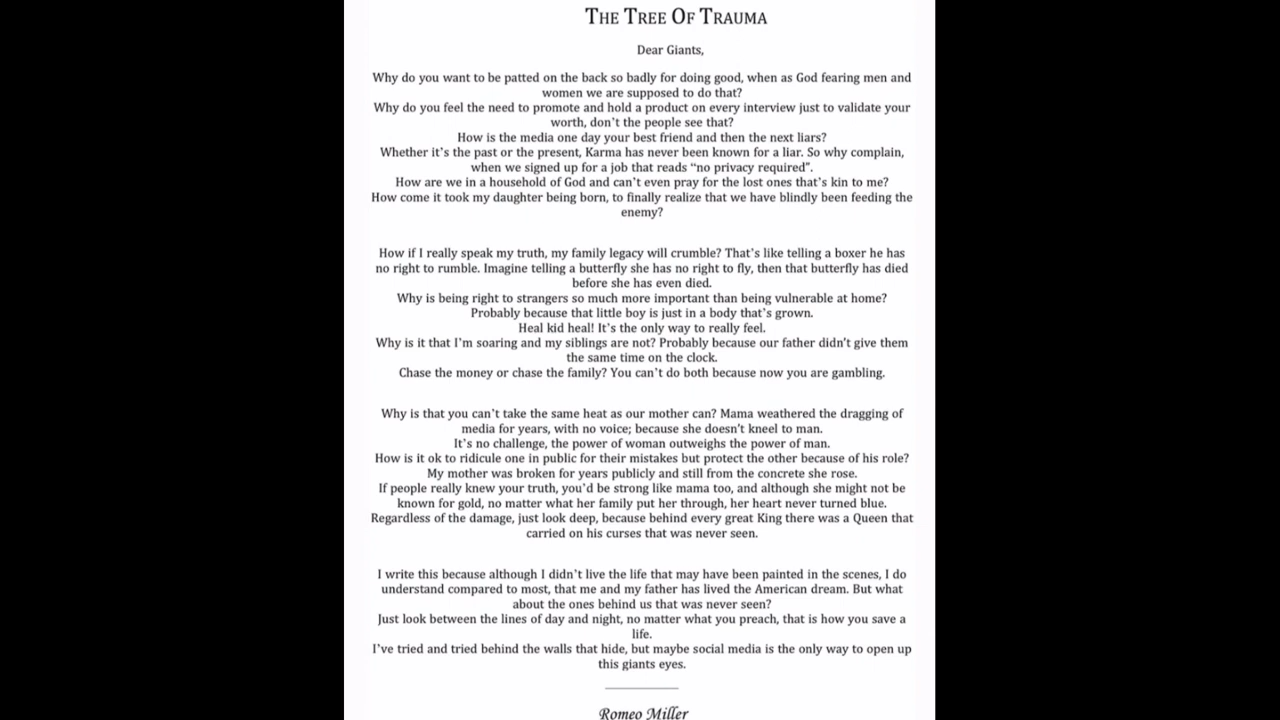 THE TREE OF TRAUMA
Dear Giants,
Why do you want to be patted on the back so badly for doing good, when as God fearing men and
women we are supposed to do that?
Why do you feel the need to promote and hold a product on every interview just to validate your
worth, don't the people see that?
How is the media one day your best friend and then the next liars?
Whether it's the past or the present, Karma has never been known for a liar. So why complain,
when we signed up for a job that reads "no privacy required".
How are we in a household of God and can't even pray for the lost ones that's kin to me?
How come it took my daughter being born, to finally realize that we have blindly been feeding the
enemy?
How if I really speak my truth, my family legacy will crumble? That's like telling a boxer he has
no right to rumble. Imagine telling a butterfly she has no right to fly, then that butterfly has died
before she has even died.
Why is being right to strangers so much more important than being vulnerable at home?
Probably because that little boy is just in a body that's grown.
Heal kid heal! It's the only way to really feel.
Why is it that I'm soaring and my siblings are not? Probably because our father didn't give them
the same time on the clock.
Chase the money or chase the family? You can't do both because now you are gambling.
Why is that you can't take the same heat as our mother can? Mama weathered the dragging of
media for years, with no voice; because she doesn't kneel to man.
It's no challenge, the power of woman outweighs the power of man.
How is it ok to ridicule one in public for their mistakes but protect the other because of his role?
My mother was broken for years publicly and still from the concrete she rose.
If people really knew your truth, you'd be strong like mama too, and although she might not be
known for gold, no matter what her family put her through, her heart never turned blue.
Regardless of the damage, just look deep, because behind every great King there was a Queen that
carried on his curses that was never seen.
I write this because although I didn't live the life that may have been painted in the scenes, I do
understand compared to most, that me and my father has lived the American dream. But what
about the ones behind us that was never seen?
Just look between the lines of day and night, no matter what you preach, that is how you save a
life.
I've tried and tried behind the walls that hide, but maybe social media is the only way to open up
this giants eyes.
Romeo Miller